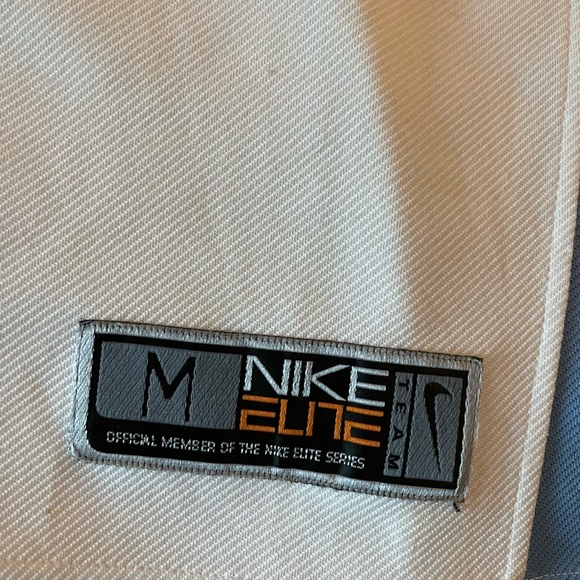 M
NIKE
ELITE
TEAM
OFFICIAL MEMBER OF THE NIKE ELITE SERIES